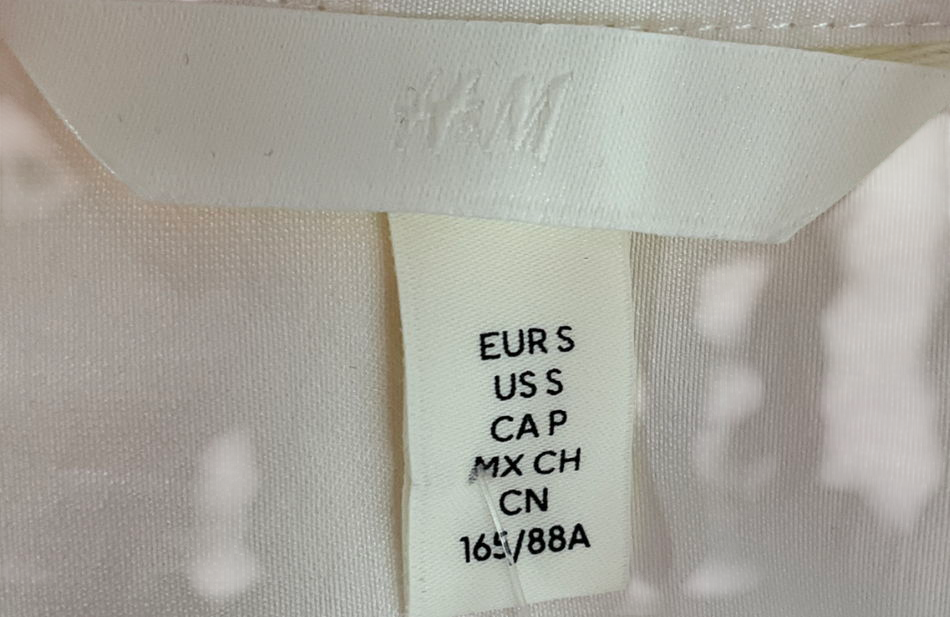 H&M
EUR S
US S
CA P
MX CH
CN
165/88A